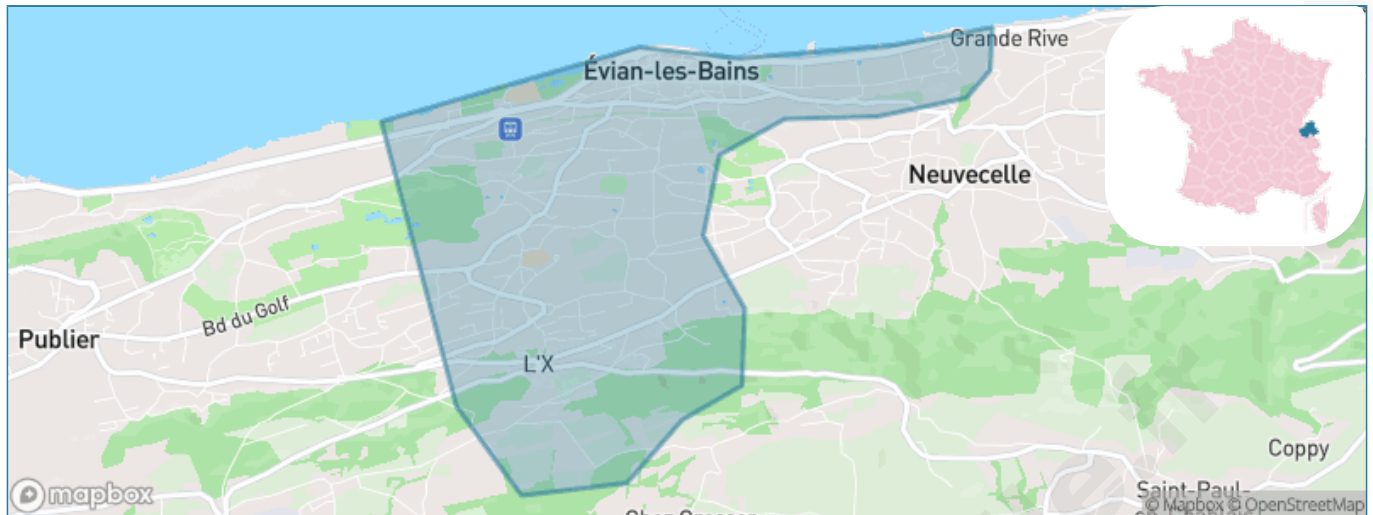 Grande Rive
Évian-les-Bains
Neuvecelle
Bd du Golf
Publier
L'X
Coppy
Saint-Paul-
mapbox
© Mapbox © OpenStreetMap